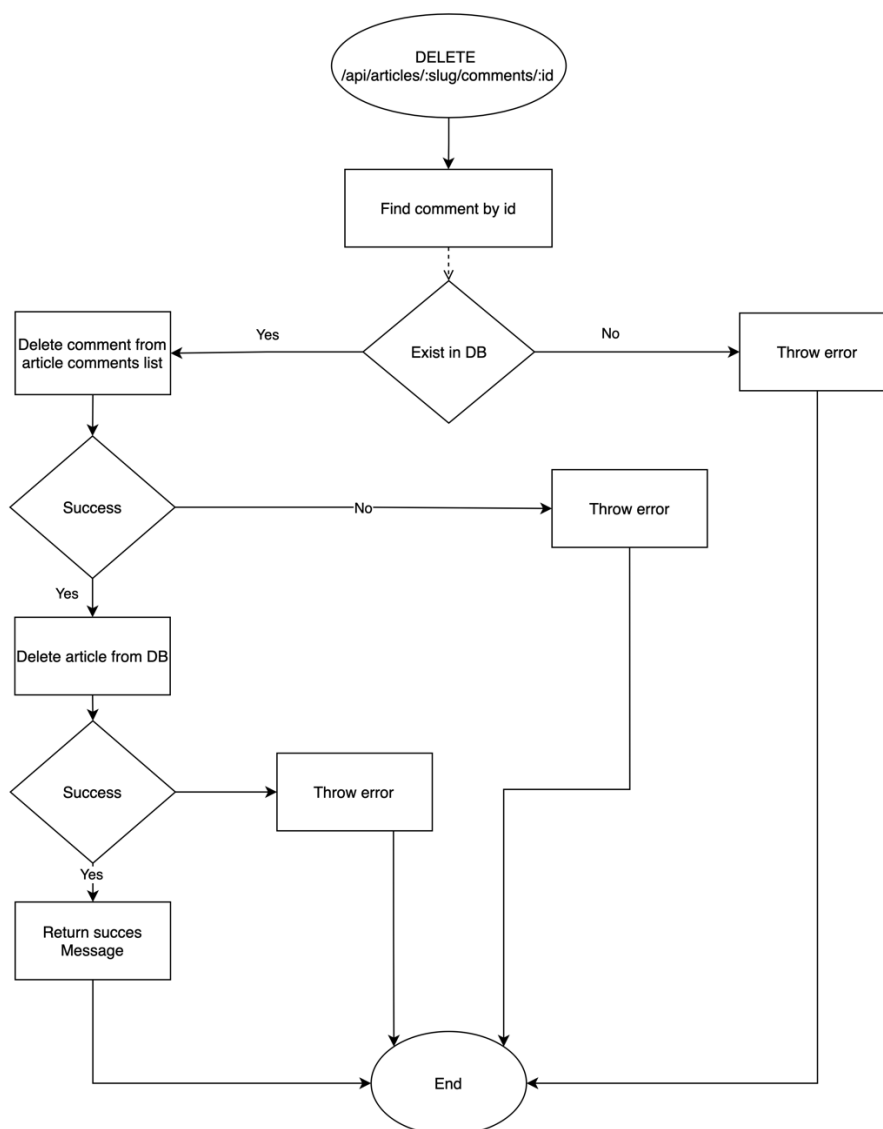 DELETE
/api/articles/:slug/comments/:id
Find comment by id
Exist in DB
Yes
No
Delete comment from
article comments list
Throw error
Success
No
Throw error
Yes
Delete article from DB
Success
Throw error
Yes
Return succes
Message
End